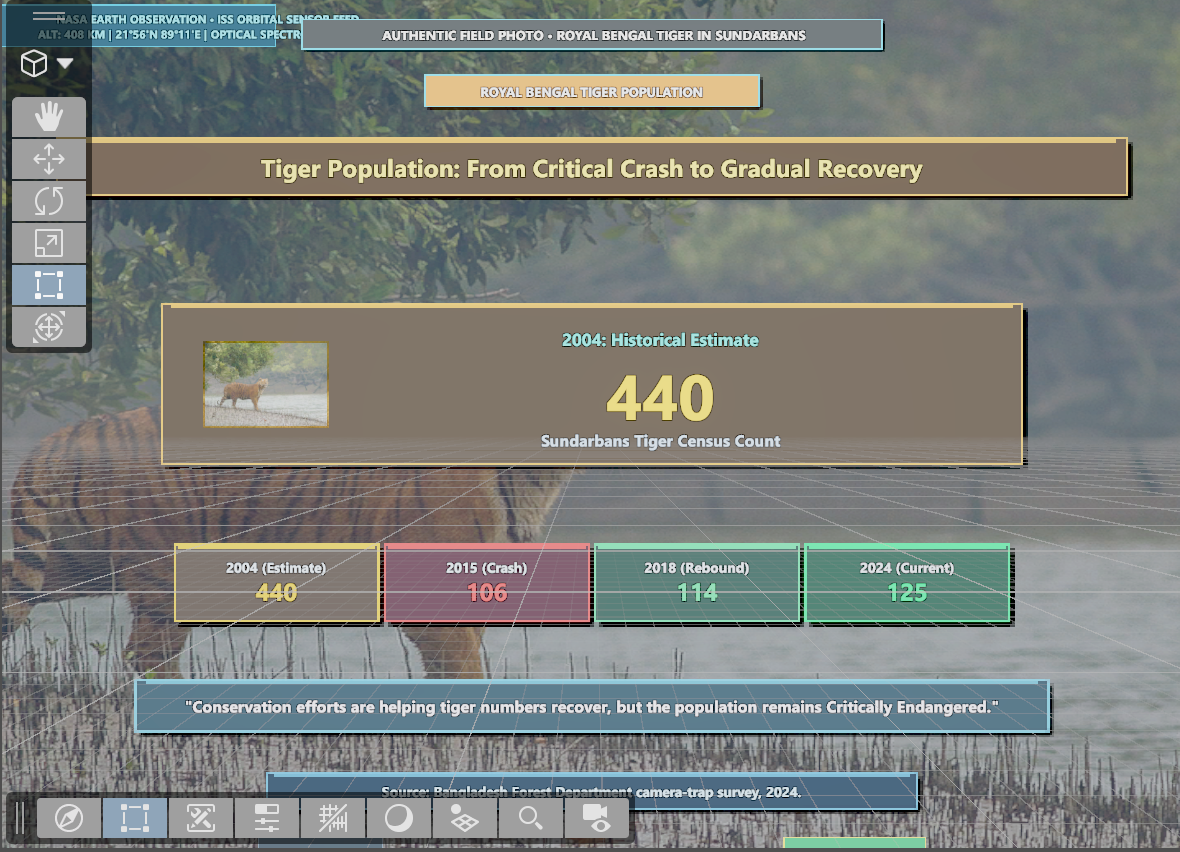 NASA EARTH OBSERVATION • ISS ORBITAL SENSOR FEED
ALT: 408 KM | 21°56'N 89°11'E | OPTICAL
AUTHENTIC FIELD PHOTO • ROYAL BENGAL TIGER IN SUNDARBANS
ROYAL BENGAL TIGER POPULATION
Tiger Population: From Critical Crash to Gradual Recovery
2004: Historical Estimate
440
Sundarbans Tiger Census Count
2004 (Estimate)
440
2015 (Crash)
106
2018 (Rebound)
114
2024 (Current)
125
"Conservation efforts are helping tiger numbers recover, but the population remains Critically Endangered."
Source: Bangladesh Forest Department camera-trap survey, 2024.